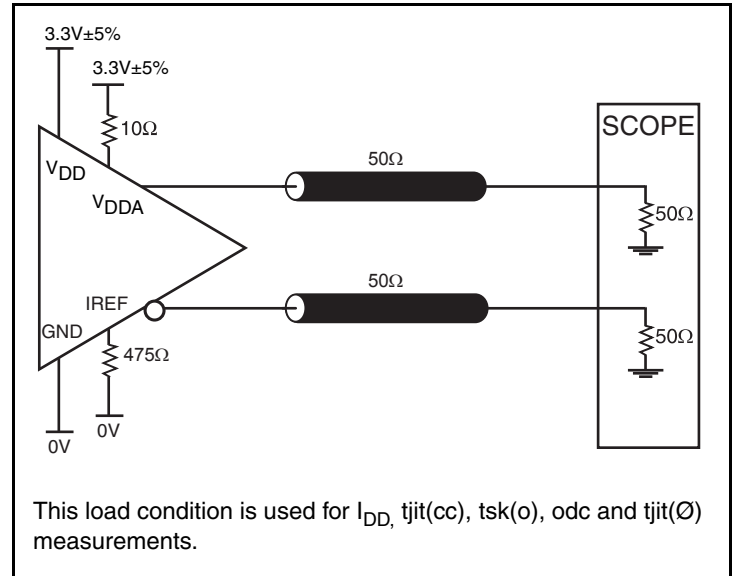 3.3V±5%
3.3V±5%
10Ω
SCOPE
VDD
50Ω
VDDA
50Ω
50Ω
IREF
GND
50Ω
475Ω
0V
0V
This load condition is used for IDD, tjit(cc), tsk(o), odc and tjit(Ø)
measurements.